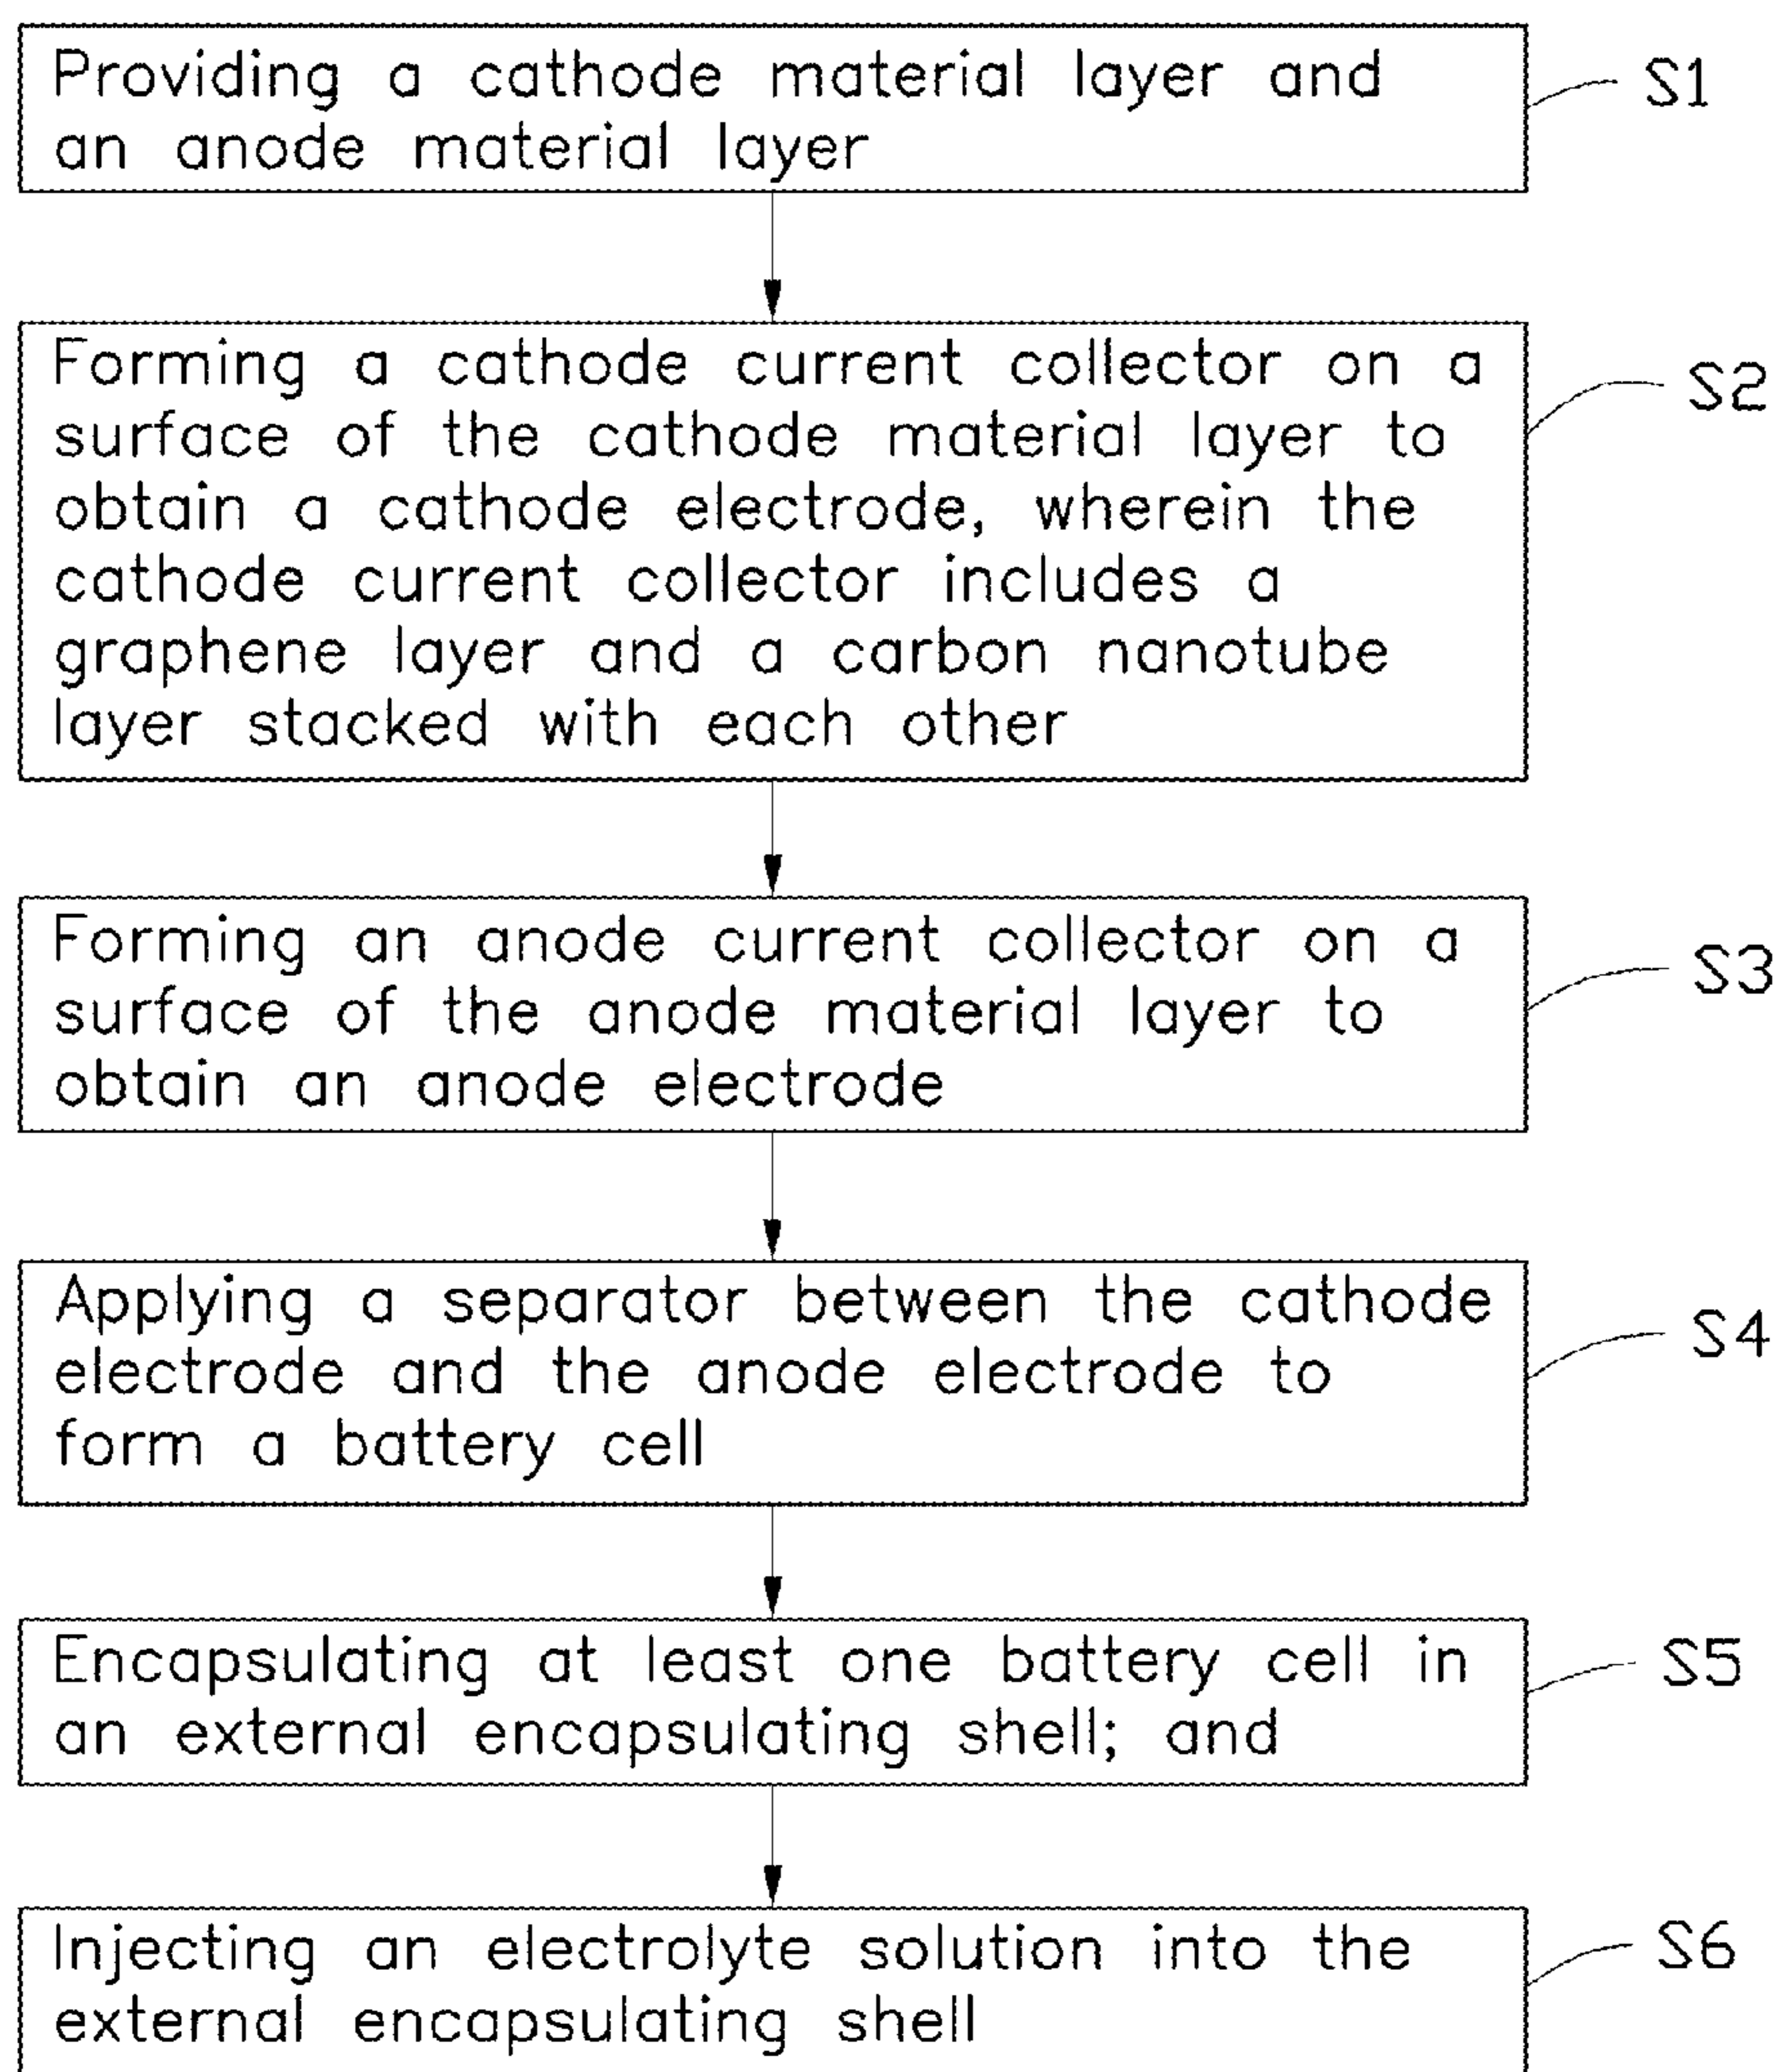 Providing a cathode material layer and
an anode material layer
S1
Forming a cathode current collector on a
surface of the cathode material layer to
obtain a cathode electrode, wherein the
cathode current collector includes a
graphene layer and a carbon nanotube
layer stacked with each other
S2
Forming an anode current collector on a
surface of the anode material layer to
obtain an anode electrode
S3
Applying a separator between the cathode
electrode and the anode electrode to
form a battery cell
S4
Encapsulating at least one battery cell in
an external encapsulating shell; and
S5
Injecting an electrolyte solution into the
external encapsulating shell
S6